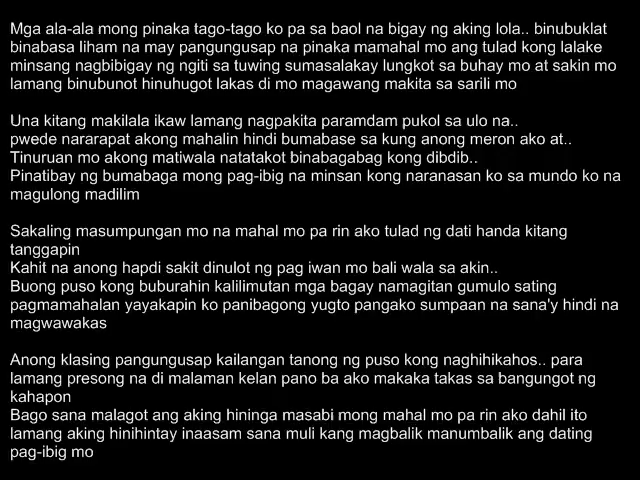 Mga ala-ala mong pinaka tago-tago ko pa sa baol na bigay ng aking lola.. binubuklat
binabasa liham na may pangungusap na pinaka mamahal mo ang tulad kong lalake
minsang nagbibigay ng ngiti sa tuwing sumasalakay lungkot sa buhay mo at sakin mo
lamang binubunot hinuhugot lakas di mo magawang makita sa sarili mo

Una kitang makilala ikaw lamang nagpakita paramdam pukol sa ulo na..
pwede nararapat akong mahalin hindi bumabase sa kung anong meron ako at..
Tinuruan mo akong matiwala natatakot binabagabag kong dibdib..
Pinatibay ng bumabaga mong pag-ibig na minsan kong naranasan ko sa mundo ko na
magulong madilim

Sakaling masumpungan mo na mahal mo pa rin ako tulad ng dati handa kitang
tanggapin
Kahit na anong hapdi sakit dinulot ng pag iwan mo bali wala sa akin..
Buong puso kong buburahin kalilimutan mga bagay namagitan gumulo sating
pagmamahalan yayakapin ko panibagong yugto pangako sumpaan na sana'y hindi na
magwawakas

Anong klasing pangungusap kailangan tanong ng puso kong naghihikahos.. para
lamang presong na di malaman kelan pano ba ako makaka takas sa bangungot ng
kahapon
Bago sana malagot ang aking hininga masabi mong mahal mo pa rin ako dahil ito
lamang aking hinihintay inaasam sana muli kang magbalik manumbalik ang dating
pag-ibig mo